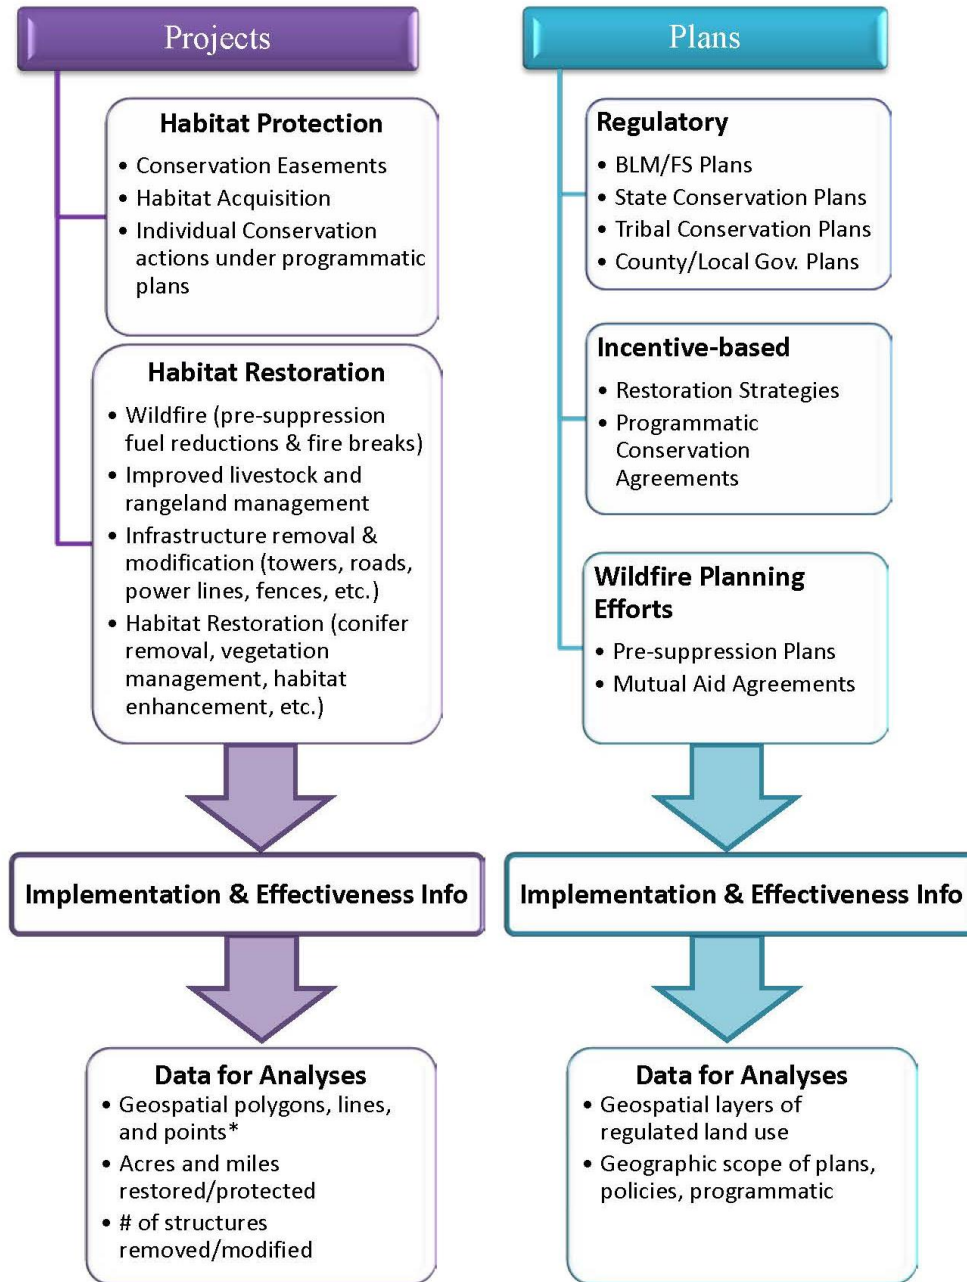 Projects
Habitat Protection
• Conservation Easements
• Habitat Acquisition
• Individual Conservation
actions under programmatic
plans
Habitat Restoration
• Wildfire (pre-suppression
fuel reductions & fire breaks)
• Improved livestock and
rangeland management
• Infrastructure removal &
modification (towers, roads,
power lines, fences, etc.)
• Habitat Restoration (conifer
removal, vegetation
management, habitat
enhancement, etc.)
Implementation & Effectiveness Info
Data for Analyses
• Geospatial polygons, lines,
and points*
• Acres and miles
restored/protected
• # of structures
removed/modified
Plans
Regulatory
• BLM/FS Plans
• State Conservation Plans
• Tribal Conservation Plans
• County/Local Gov. Plans
Incentive-based
• Restoration Strategies
• Programmatic
Conservation
Agreements
Wildfire Planning
Efforts
• Pre-suppression Plans
• Mutual Aid Agreements
Implementation & Effectiveness Info
Data for Analyses
• Geospatial layers of
regulated land use
• Geographic scope of plans,
policies, programmatic